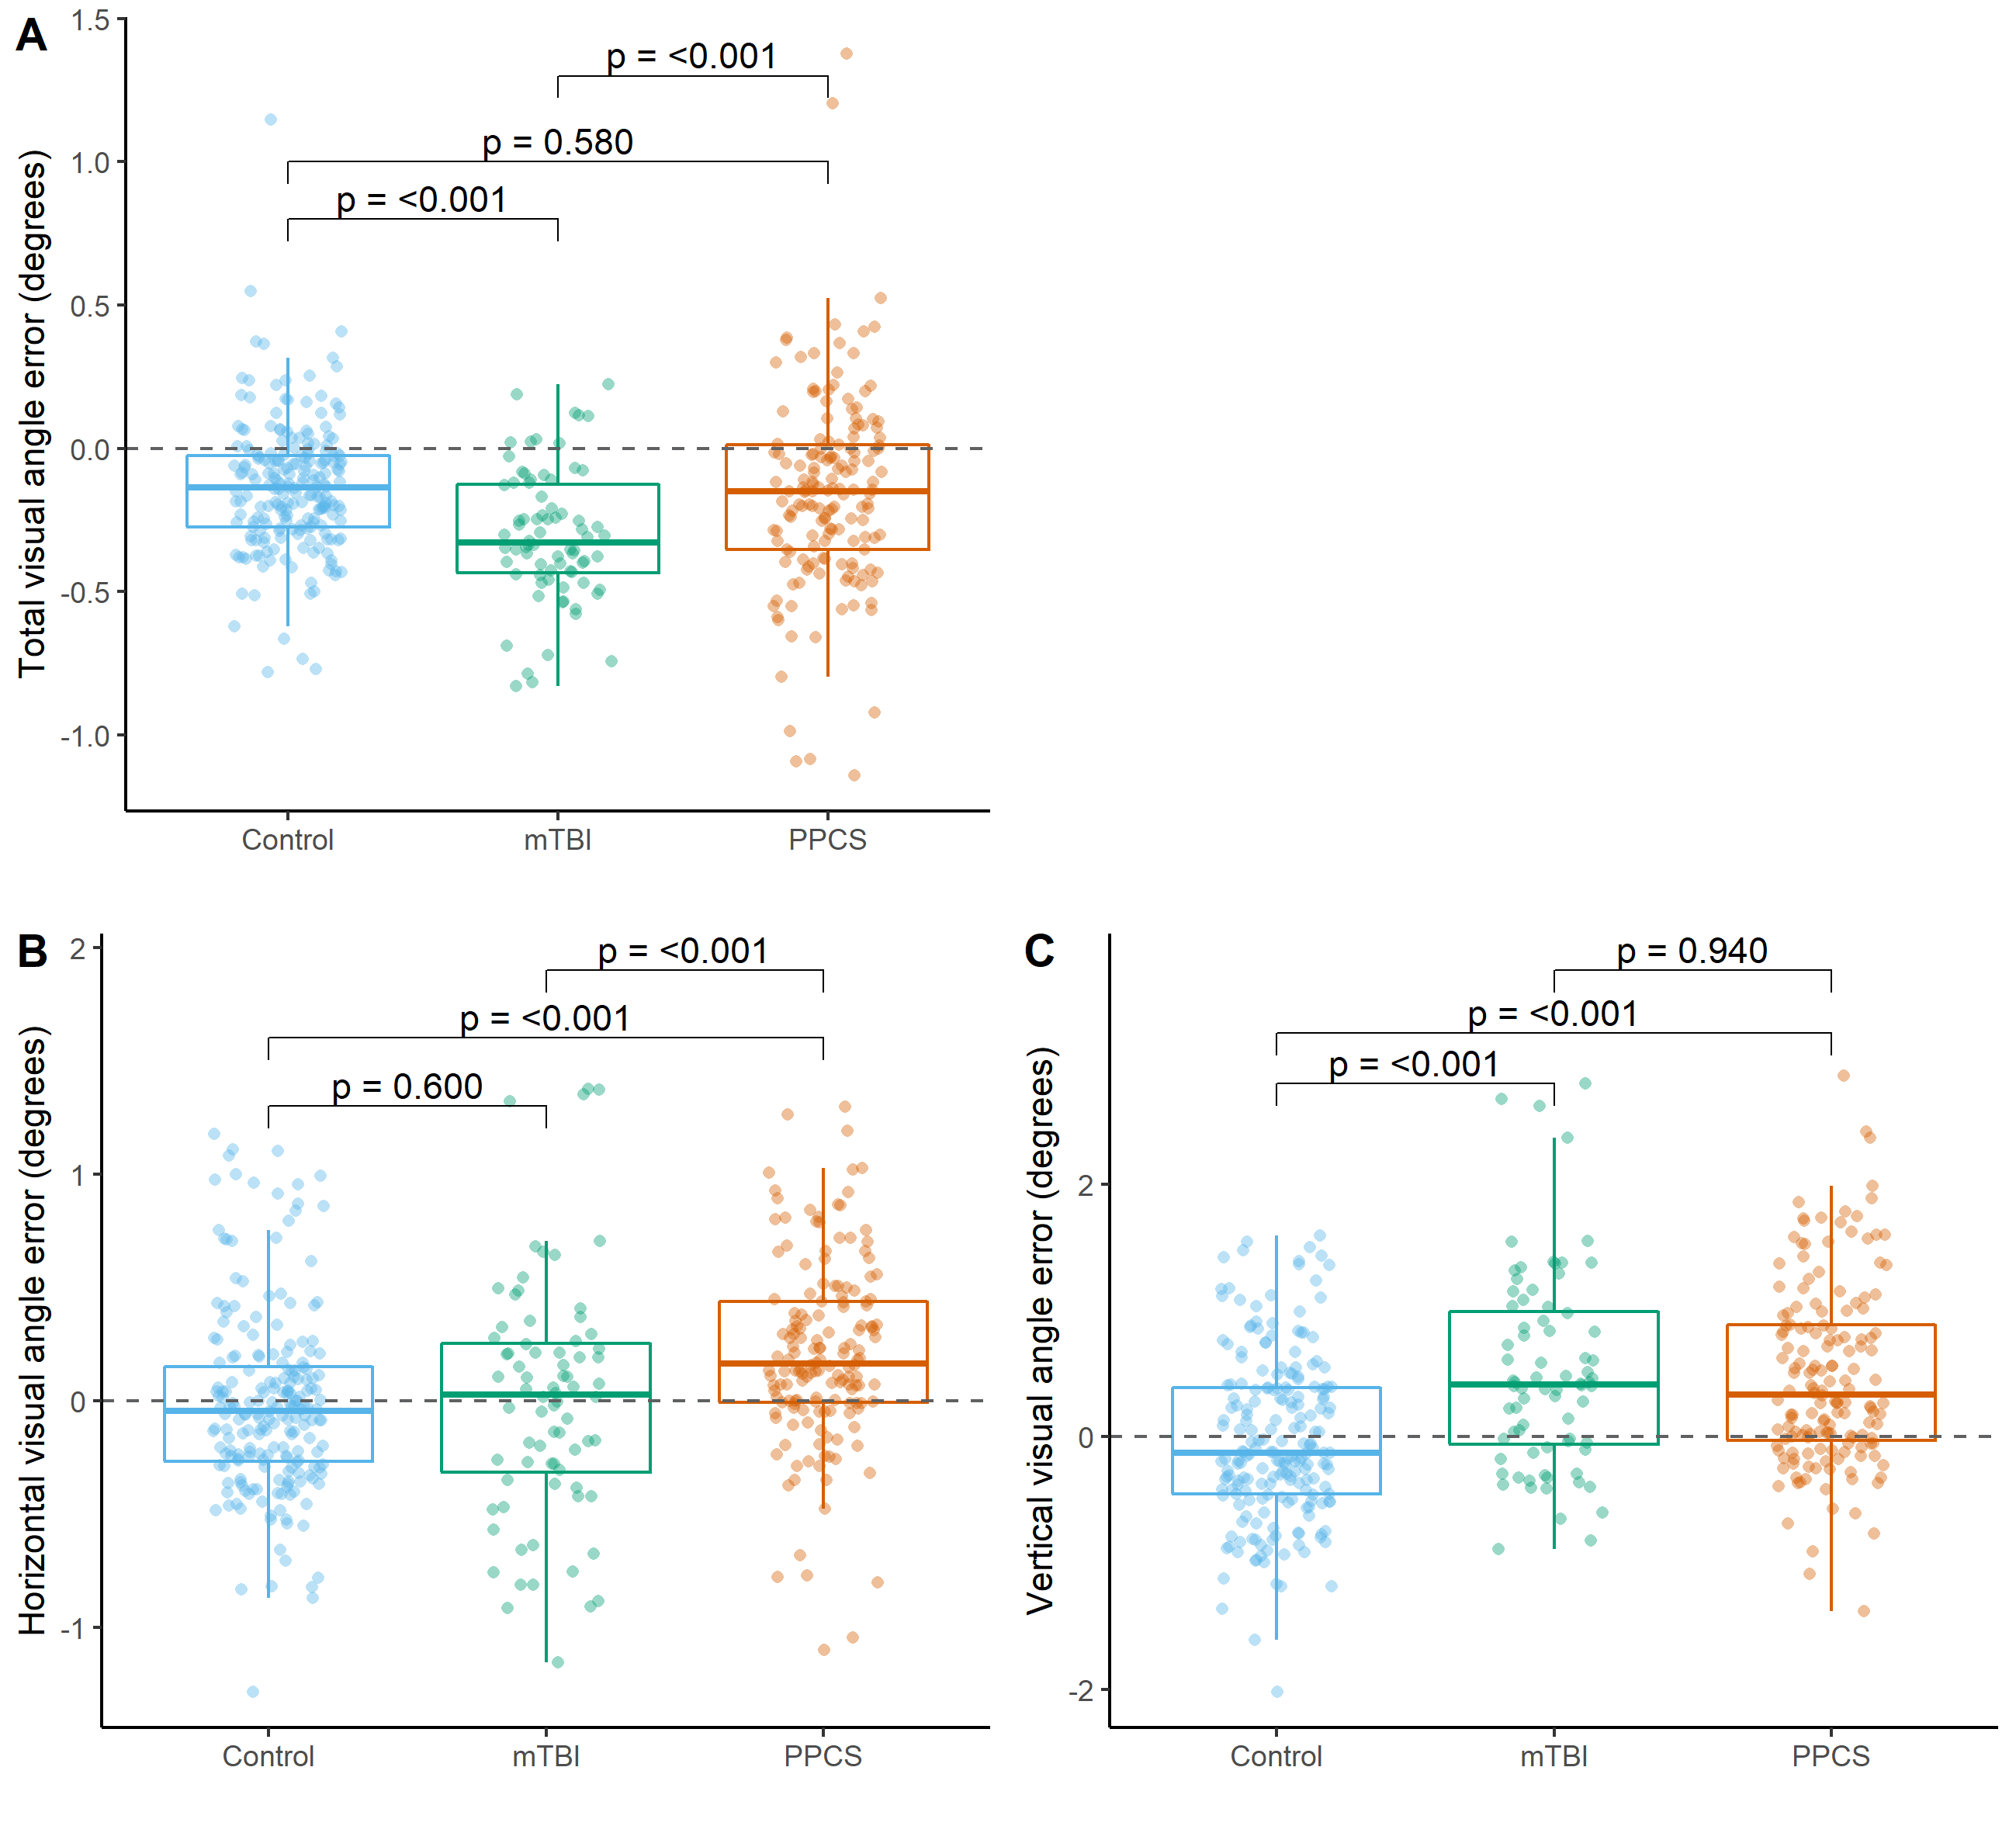 A
Total visual angle error (degrees)
1.5
1.0
0.5
0.0
-0.5
-1.0
p = <0.001
p = 0.580
p = <0.001
Control mTBI PPCS
B
Horizontal visual angle error (degrees)
2
1
0
-1
p = <0.001
p = <0.001
p = 0.600
Control mTBI PPCS
C
Vertical visual angle error (degrees)
2
0
-2
p = 0.940
p = <0.001
p = <0.001
Control mTBI PPCS